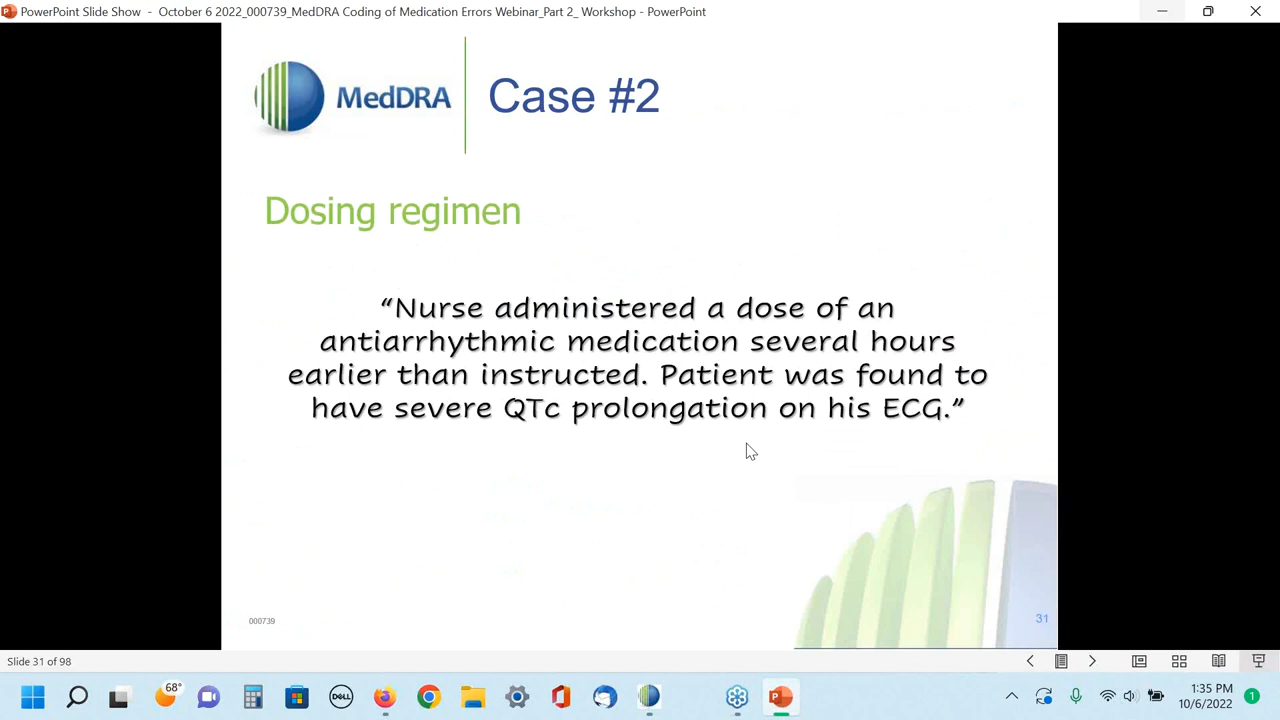 PowerPoint Slide Show - October 6 2022_000739_MedDRA Coding of Medication Errors Webinar_Part 2_ Workshop - PowerPoint
MedDRA
Case #2
Dosing regimen
“Nurse administered a dose of an
antiarrhythmic medication several hours
earlier than instructed. Patient was found to
have severe QTc prolongation on his ECG.”
000739
31
Slide 31 of 98
68°
DELL
1:35 PM
10/6/2022
1